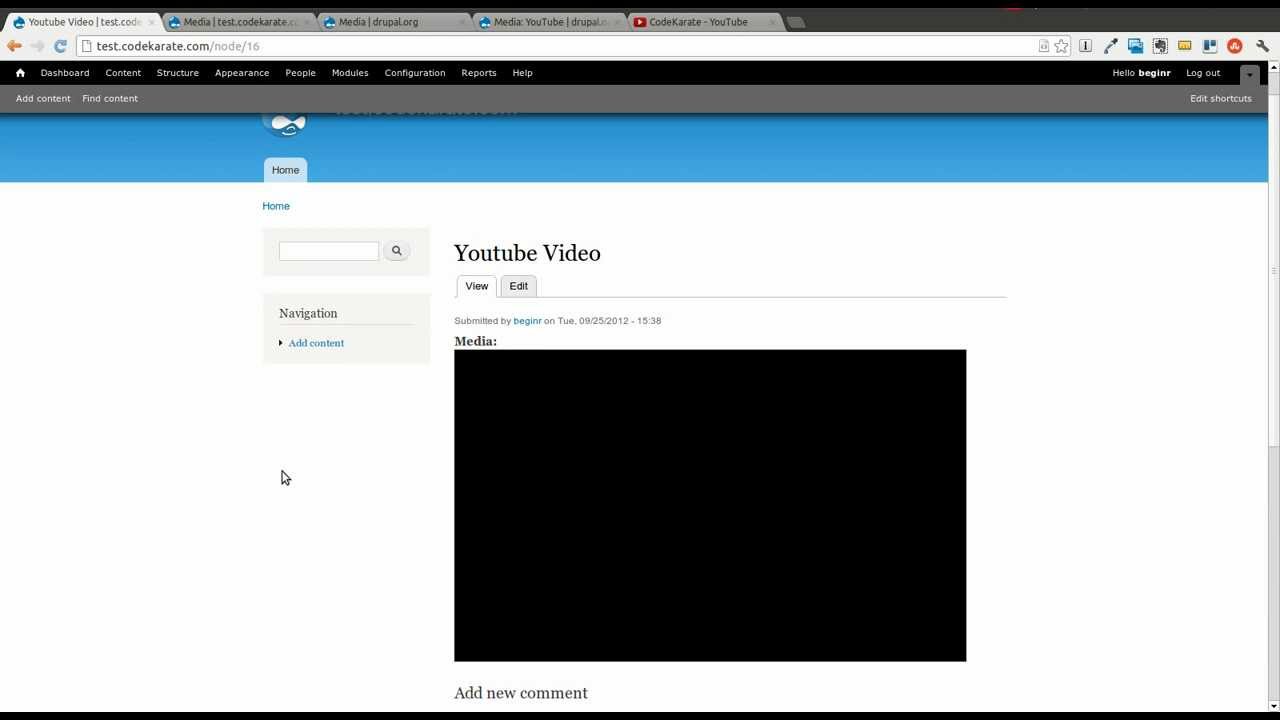 Youtube Video | test.code
Media | test.codekarate.c
Media | drupal.org
Media: YouTube | drupal.o
CodeKarate - YouTube
test.codekarate.com/node/16
Dashboard Content Structure Appearance People Modules Configuration Reports Help Hello beginr Log out
Add content Find content Edit shortcuts
Home
Home
Youtube Video
View Edit
Navigation
Add content
Submitted by beginr on Tue, 09/25/2012 - 15:38
Media:
Add new comment